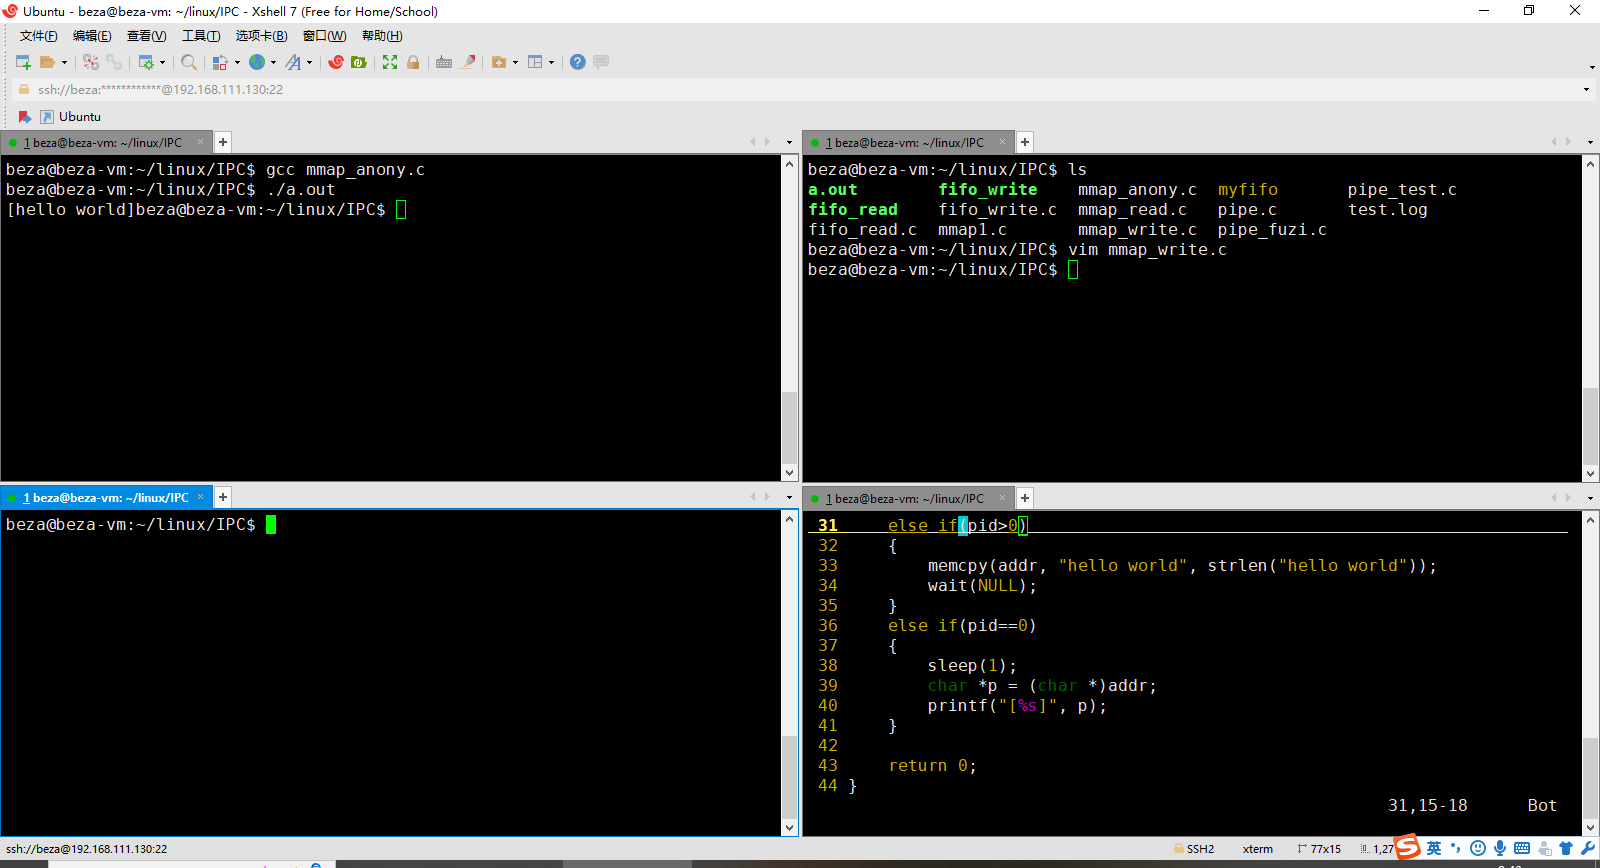 Ubuntu - beza@beza-vm: ~/linux/IPC - Xshell 7 (Free for Home/School)
文件(F) 编辑(E) 查看(V) 工具(T) 选项卡(B) 窗口(W) 帮助(H)
ssh://beza:************@192.168.111.130:22
Ubuntu
1 beza@beza-vm: ~/linux/IPC
beza@beza-vm:~/linux/IPC$ gcc mmap_anony.c
beza@beza-vm:~/linux/IPC$ ./a.out
[hello world]beza@beza-vm:~/linux/IPC$
1 beza@beza-vm: ~/linux/IPC
beza@beza-vm:~/linux/IPC$ ls
a.out fifo_write mmap_anony.c myfifo pipe_test.c
fifo_read fifo_write.c mmap_read.c pipe.c test.log
fifo_read.c mmap1.c mmap_write.c pipe_fuzi.c
beza@beza-vm:~/linux/IPC$ vim mmap_write.c
beza@beza-vm:~/linux/IPC$
1 beza@beza-vm: ~/linux/IPC
beza@beza-vm:~/linux/IPC$
1 beza@beza-vm: ~/linux/IPC
31 else if(pid>0)
32 {
33 memcpy(addr, "hello world", strlen("hello world"));
34 wait(NULL);
35 }
36 else if(pid==0)
37 {
38 sleep(1);
39 char *p = (char *)addr;
40 printf("[%s]", p);
41 }
42
43 return 0;
44 }
31,15-18 Bot
ssh://beza@192.168.111.130:22 SSH2 xterm 77x15 1,27 英